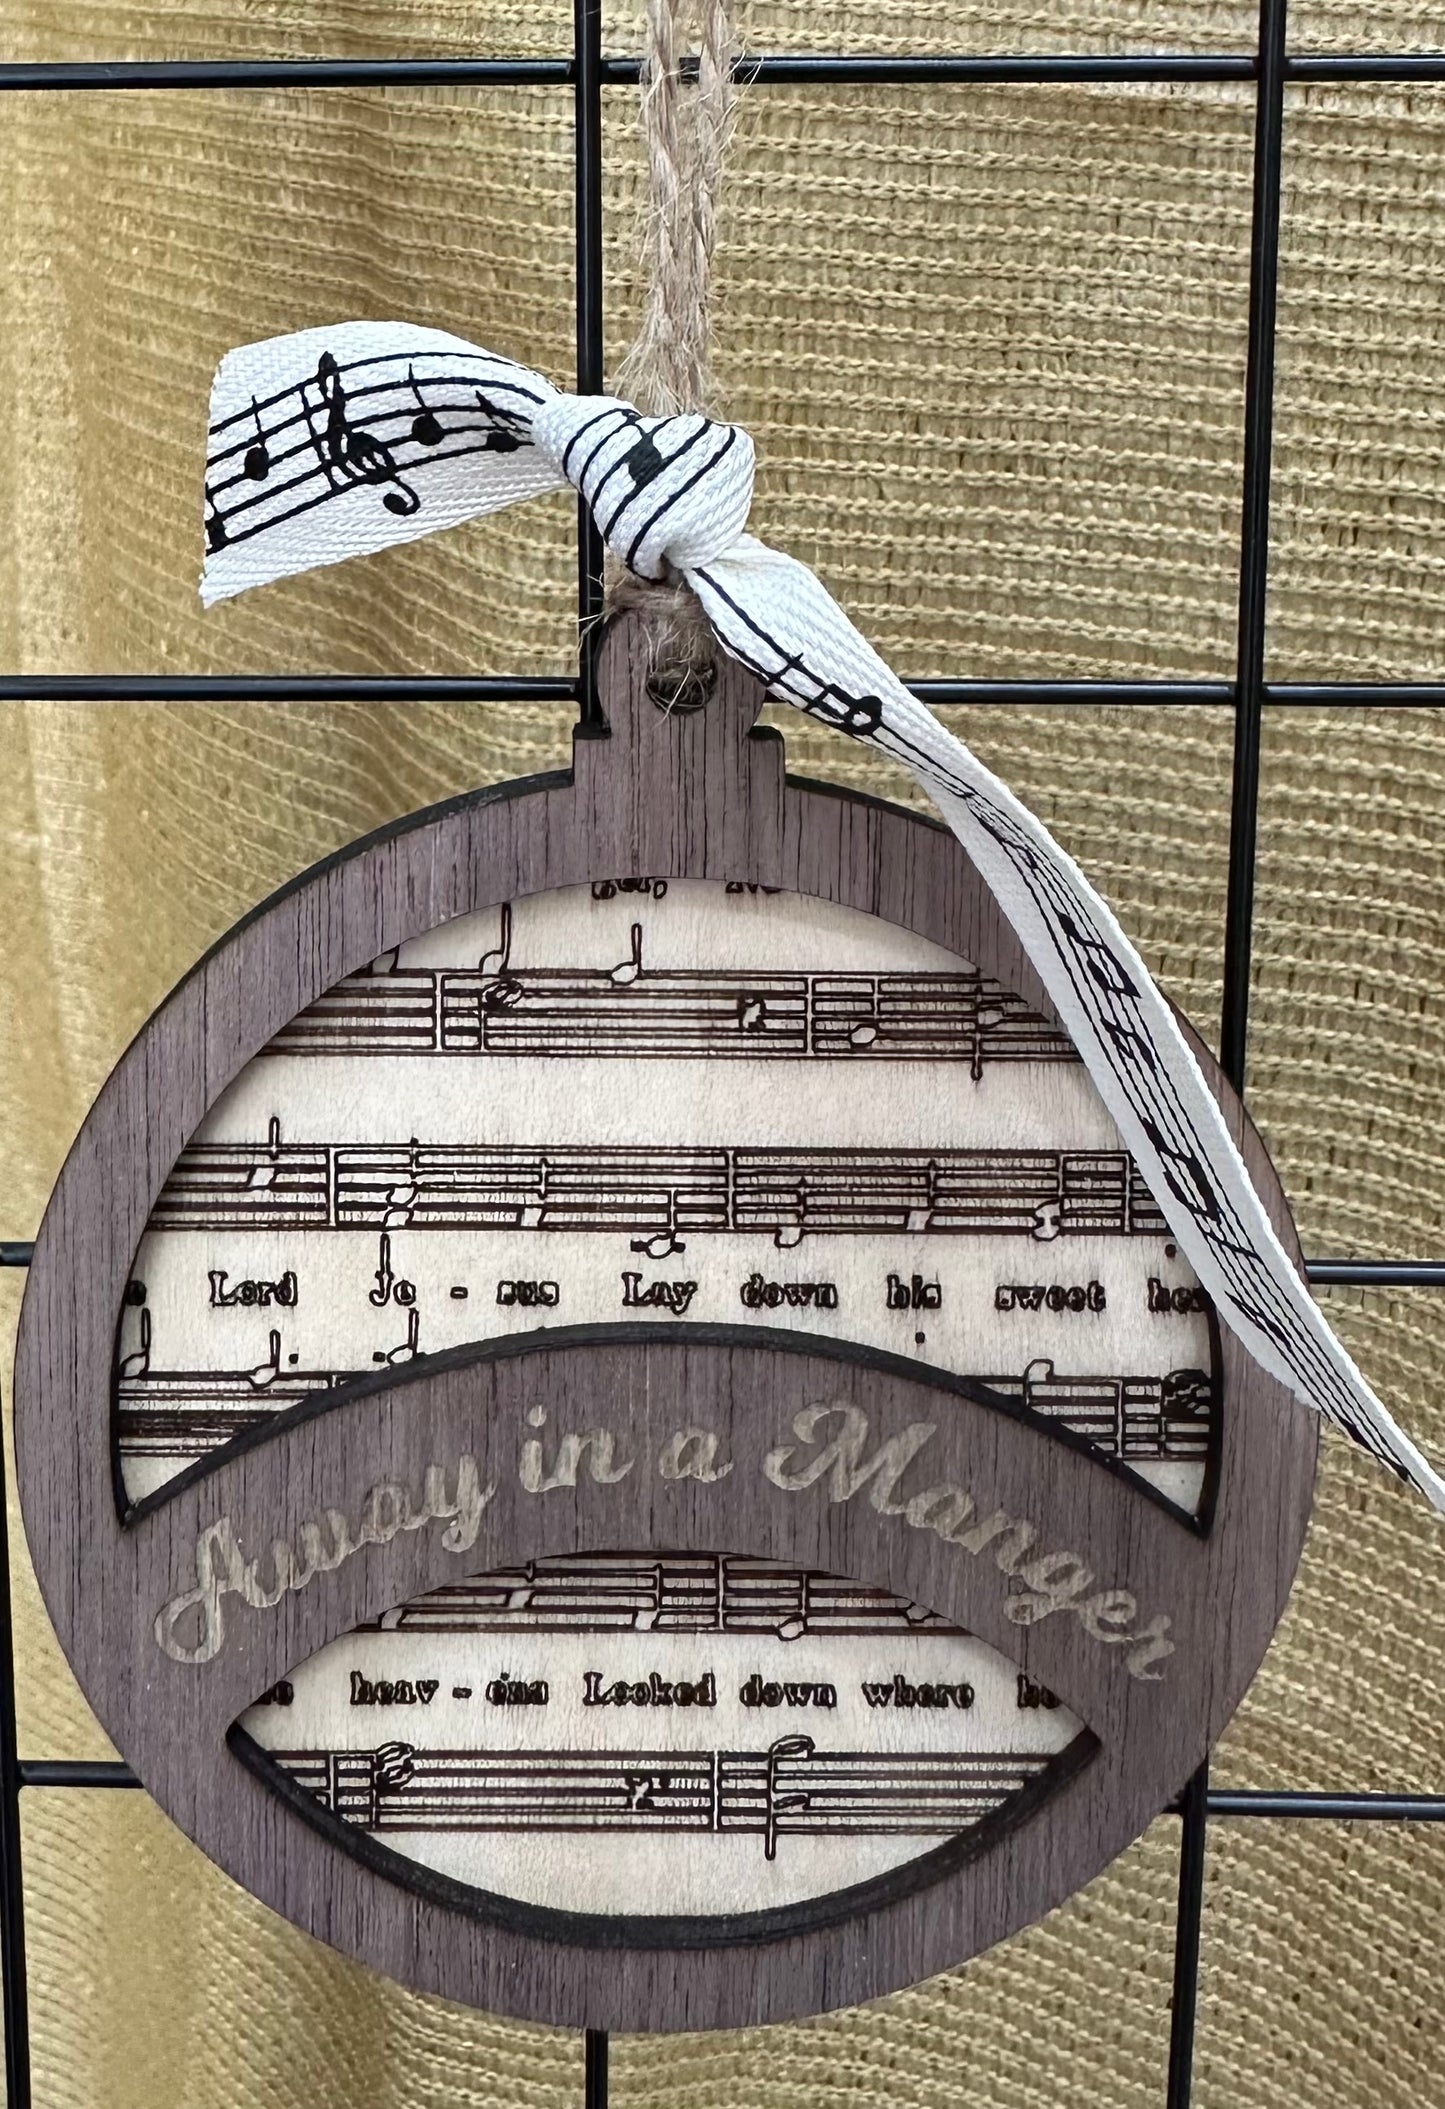 Lord Je - sus Lay down his sweet
Away in a Manger
heav - ens Looked down where